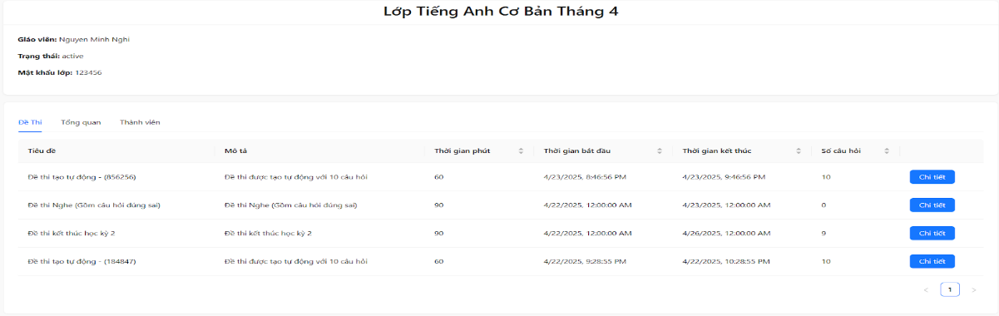 Lớp Tiếng Anh Cơ Bản Tháng 4
Giáo viên: Nguyen Minh Nghi
Trạng thái: active
Mật khẩu lớp: 123456
Đề Thi Tổng quan Thành viên
Tiêu đề Mô tả Thời gian phút Thời gian bắt đầu Thời gian kết thúc Số câu hỏi
Đề thi tạo tự động - (856256) Đề thi được tạo tự động với 10 câu hỏi 60 4/23/2025, 8:46:56 PM 4/23/2025, 9:46:56 PM 10 Chi tiết
Đề thi Nghe (Gồm câu hỏi đúng sai) Đề thi Nghe (Gồm câu hỏi đúng sai) 90 4/22/2025, 12:00:00 AM 4/23/2025, 12:00:00 AM 0 Chi tiết
Đề thi kết thúc học kỳ 2 Đề thi kết thúc học kỳ 2 90 4/22/2025, 12:00:00 AM 4/26/2025, 12:00:00 AM 9 Chi tiết
Đề thi tạo tự động - (184847) Đề thi được tạo tự động với 10 câu hỏi 60 4/22/2025, 9:28:55 PM 4/22/2025, 10:28:55 PM 10 Chi tiết
< 1 >